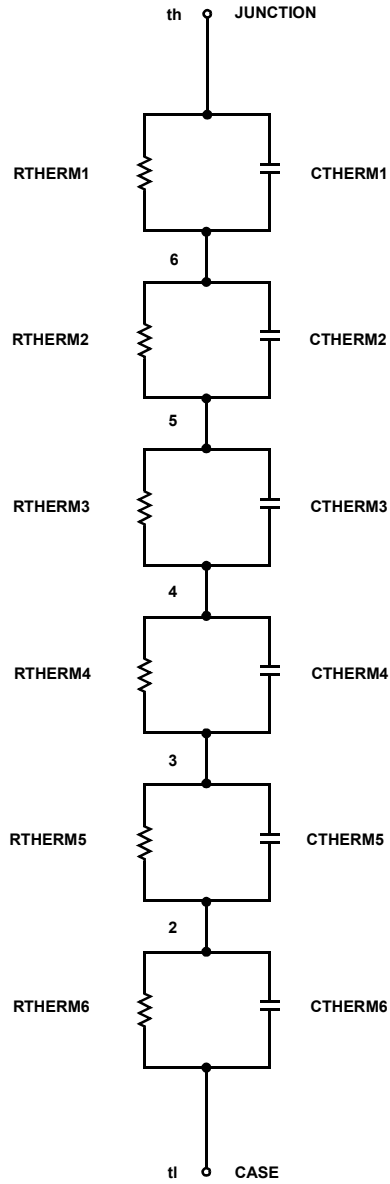 th JUNCTION
RTHERM1 CTHERM1
6
RTHERM2 CTHERM2
5
RTHERM3 CTHERM3
4
RTHERM4 CTHERM4
3
RTHERM5 CTHERM5
2
RTHERM6 CTHERM6
tl CASE